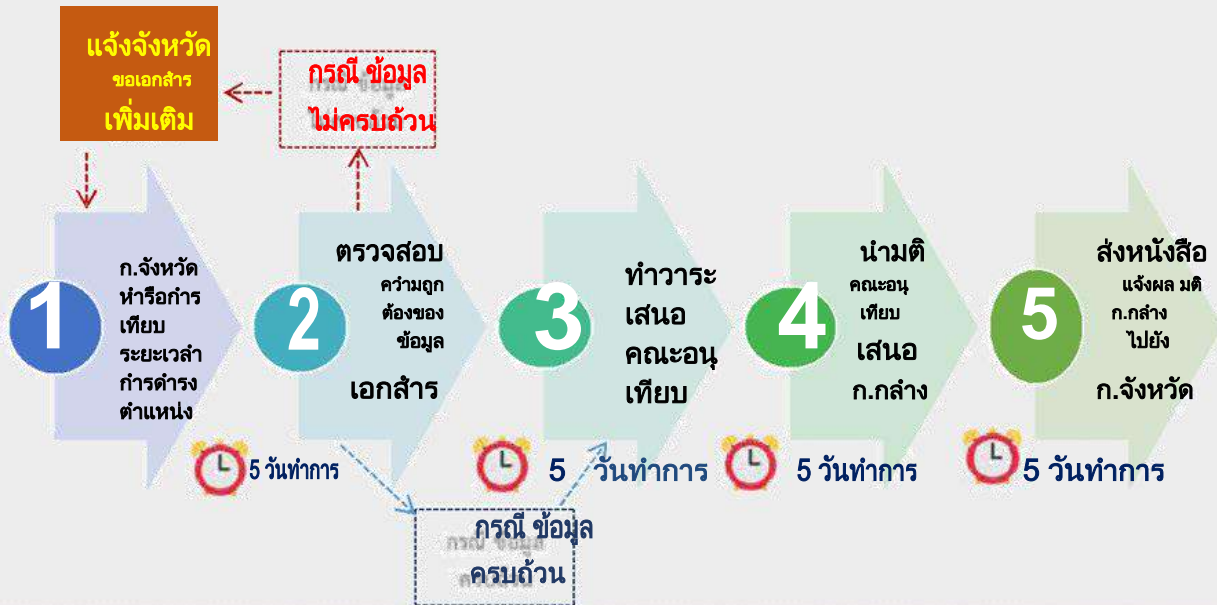 แจ้งจังหวัด
ขอเอกสำร
เพิ่มเติม
กรณี ข้อมูล
ไม่ครบถ้วน
1
ก.จังหวัด
หำรือกำร
เทียบ
ระยะเวลำ
กำรดำรง
ตำแหน่ง
2
ตรวจสอบ
ควำมถูก
ต้องของ
ข้อมูล
เอกสำร
3
ทำวาระ
เสนอ
คณะอนุ
เทียบ
4
นำมติ
คณะอนุ
เทียบ
เสนอ
ก.กลำง
5
ส่งหนังสือ
แจ้งผล มติ
ก.กลำง
ไปยัง
ก.จังหวัด
5 วันทำการ
5 วันทำการ
5 วันทำการ
5 วันทำการ
กรณี ข้อมูล
ครบถ้วน